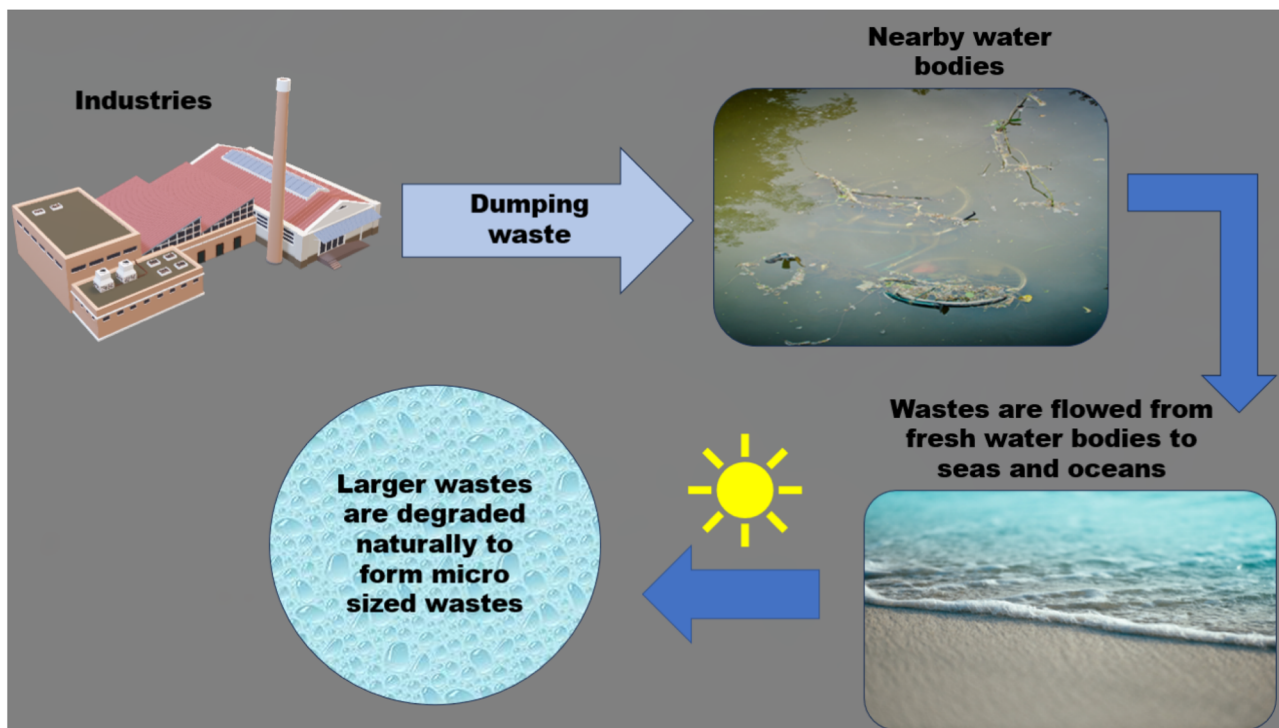 Industries
Dumping
waste
Nearby water
bodies
Wastes are flowed from
fresh water bodies to
seas and oceans
Larger wastes
are degraded
naturally to
form micro
sized wastes